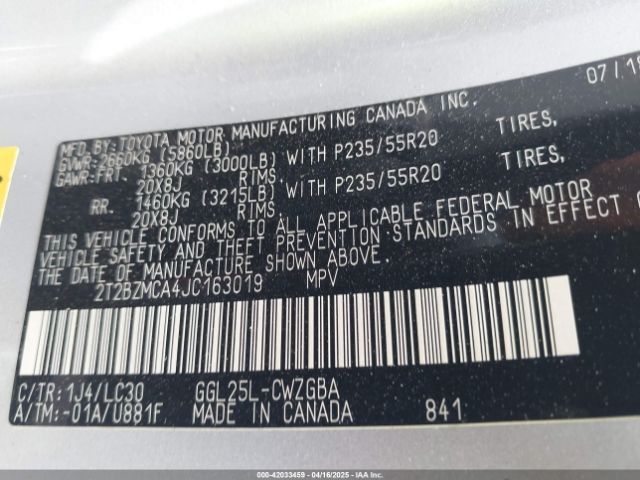 07/18
MFD. BY: TOYOTA MOTOR MANUFACTURING CANADA INC.
GVWR: 2660KG (5860LB)
GAWR: FRT. 1360KG (3000LB) WITH P235/55R20 TIRES,
20X8J RIMS,
RR. 1460KG (3215LB) WITH P235/55R20 TIRES,
20X8J RIMS,
THIS VEHICLE CONFORMS TO ALL APPLICABLE FEDERAL MOTOR
VEHICLE SAFETY AND THEFT PREVENTION STANDARDS IN EFFECT
THE DATE OF MANUFACTURE SHOWN ABOVE.
2T2BZMCA4JC163019 MPV
C/TR: 1J4/LC30 GGL25L-CWZGBA
A/TM: -01A/U881F MADE IN CANADA 841
000-42033459 - 04/16/2025 - IAAI.COM